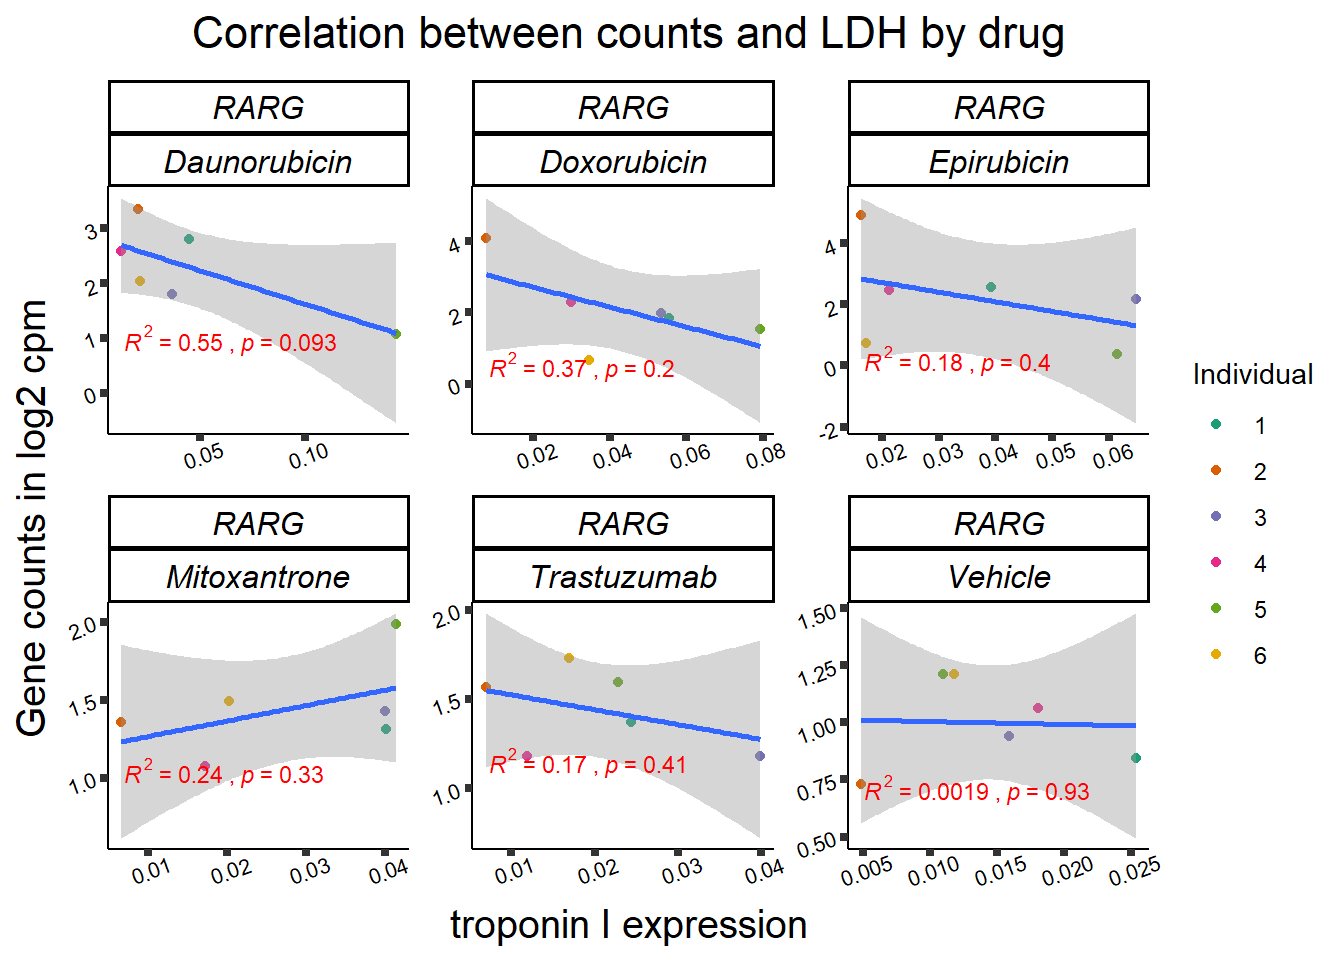 Correlation between counts and LDH by drug
RARG
Daunorubicin
3
2
1
0
R2 = 0.55 , p = 0.093
0.05 0.10
RARG
Doxorubicin
4
2
0
R2 = 0.37 , p = 0.2
0.02 0.04 0.06 0.08
RARG
Epirubicin
4
2
0
-2
R2 = 0.18 , p = 0.4
0.02 0.03 0.04 0.05 0.06
RARG
Mitoxantrone
2.0
1.5
1.0
R2 = 0.24 , p = 0.33
0.01 0.02 0.03 0.04
RARG
Trastuzumab
2.0
1.5
1.0
R2 = 0.17 , p = 0.41
0.01 0.02 0.03 0.04
RARG
Vehicle
1.50
1.25
1.00
0.75
0.50
R2 = 0.0019 , p = 0.93
0.005 0.010 0.015 0.020 0.025
Gene counts in log2 cpm
troponin I expression
Individual
1
2
3
4
5
6